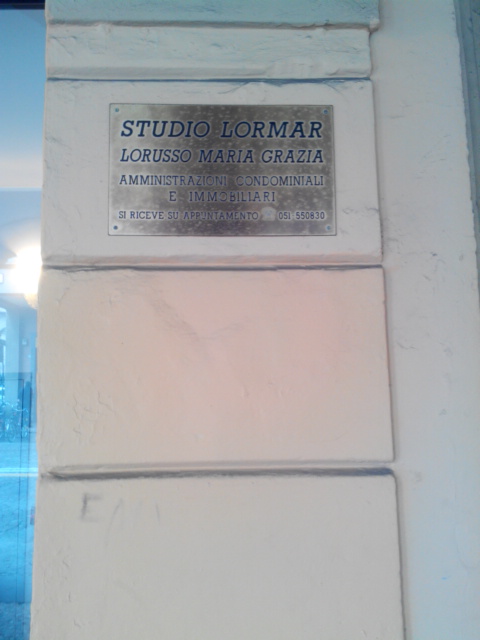 STUDIO LORMAR
LORUSSO MARIA GRAZIA
AMMINISTRAZIONI CONDOMINIALI
E IMMOBILIARI
SI RICEVE SU APPUNTAMENTO ☎ 051 550830